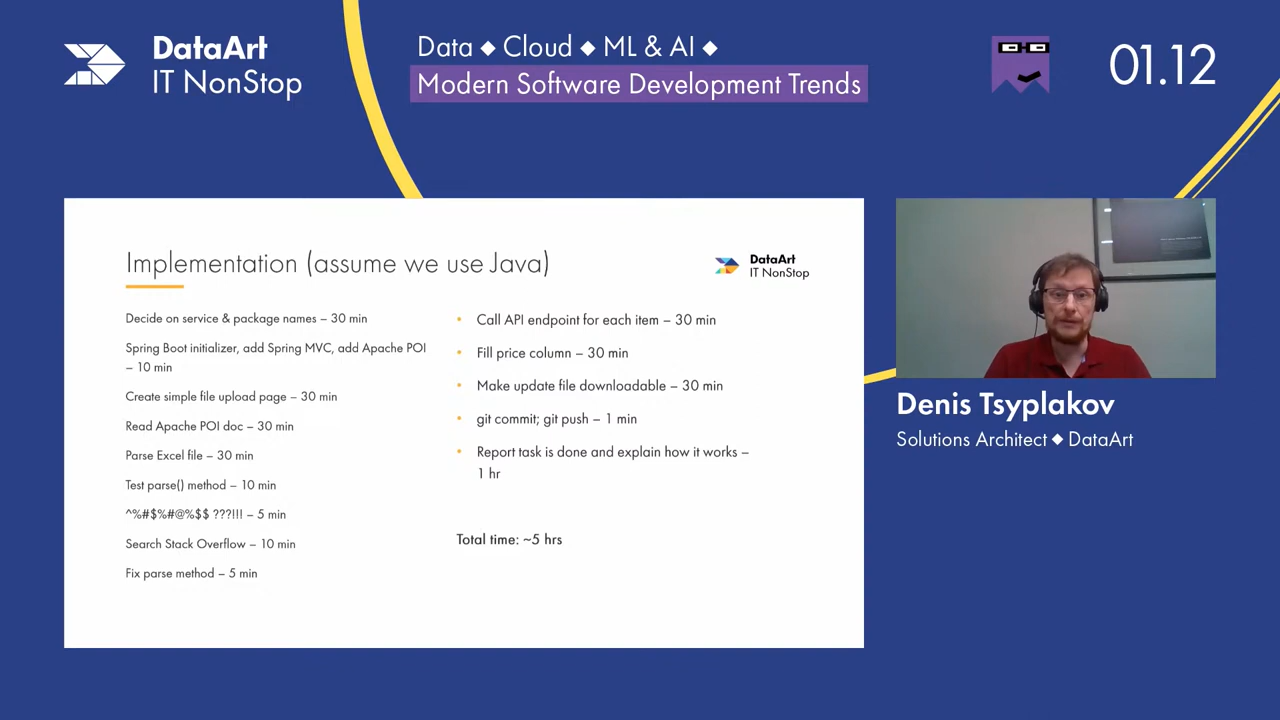 DataArt
IT NonStop
Data ◆ Cloud ◆ ML & AI ◆
Modern Software Development Trends
01.12
Implementation (assume we use Java)
DataArt
IT NonStop
Decide on service & package names – 30 min
Spring Boot initializer, add Spring MVC, add Apache POI
– 10 min
Create simple file upload page – 30 min
Read Apache POI doc – 30 min
Parse Excel file – 30 min
Test parse() method – 10 min
^%#$%#@%$$ ???!!! – 5 min
Search Stack Overflow – 10 min
Fix parse method – 5 min
• Call API endpoint for each item – 30 min
• Fill price column – 30 min
• Make update file downloadable – 30 min
• git commit; git push – 1 min
• Report task is done and explain how it works –
1 hr
Total time: ~5 hrs
Denis Tsyplakov
Solutions Architect ◆ DataArt